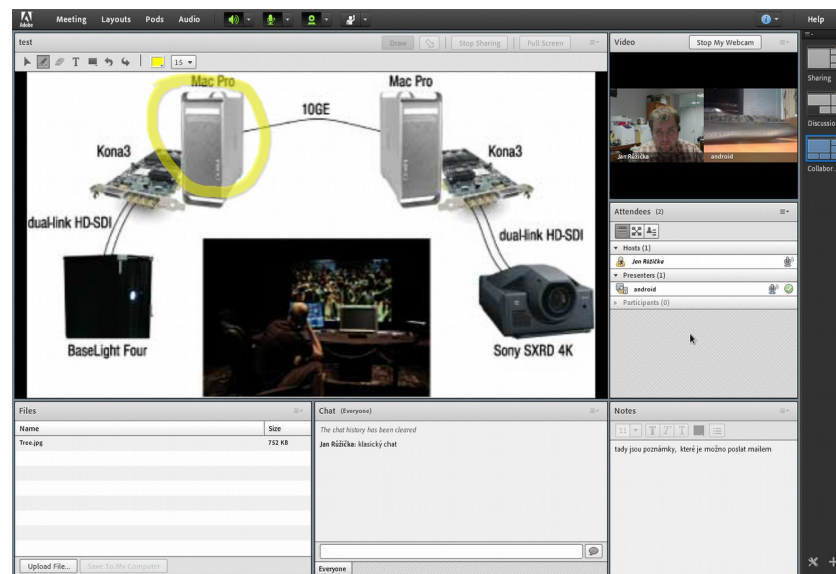 Adobe
Meeting Layouts Pods Audio
Help
test
Draw Stop Sharing Full Screen
T 15
Mac Pro
Mac Pro
10GE
Kona3
Kona3
dual-link HD-SDI
dual-link HD-SDI
BaseLight Four
Sony SXRD 4K
Video
Stop My Webcam
Jan Růžička
android
Sharing
Discussio
Collabor...
Attendees (2)
Hosts (1)
Jan Růžička
Presenters (1)
android
Participants (0)
Files
Name Size
Tree.jpg 752 KB
Upload File... Save To My Computer
Chat (Everyone)
The chat history has been cleared
Jan Růžička: klasický chat
Everyone
Notes
11 T T T
tady jsou poznámky, které je možno poslat mailem